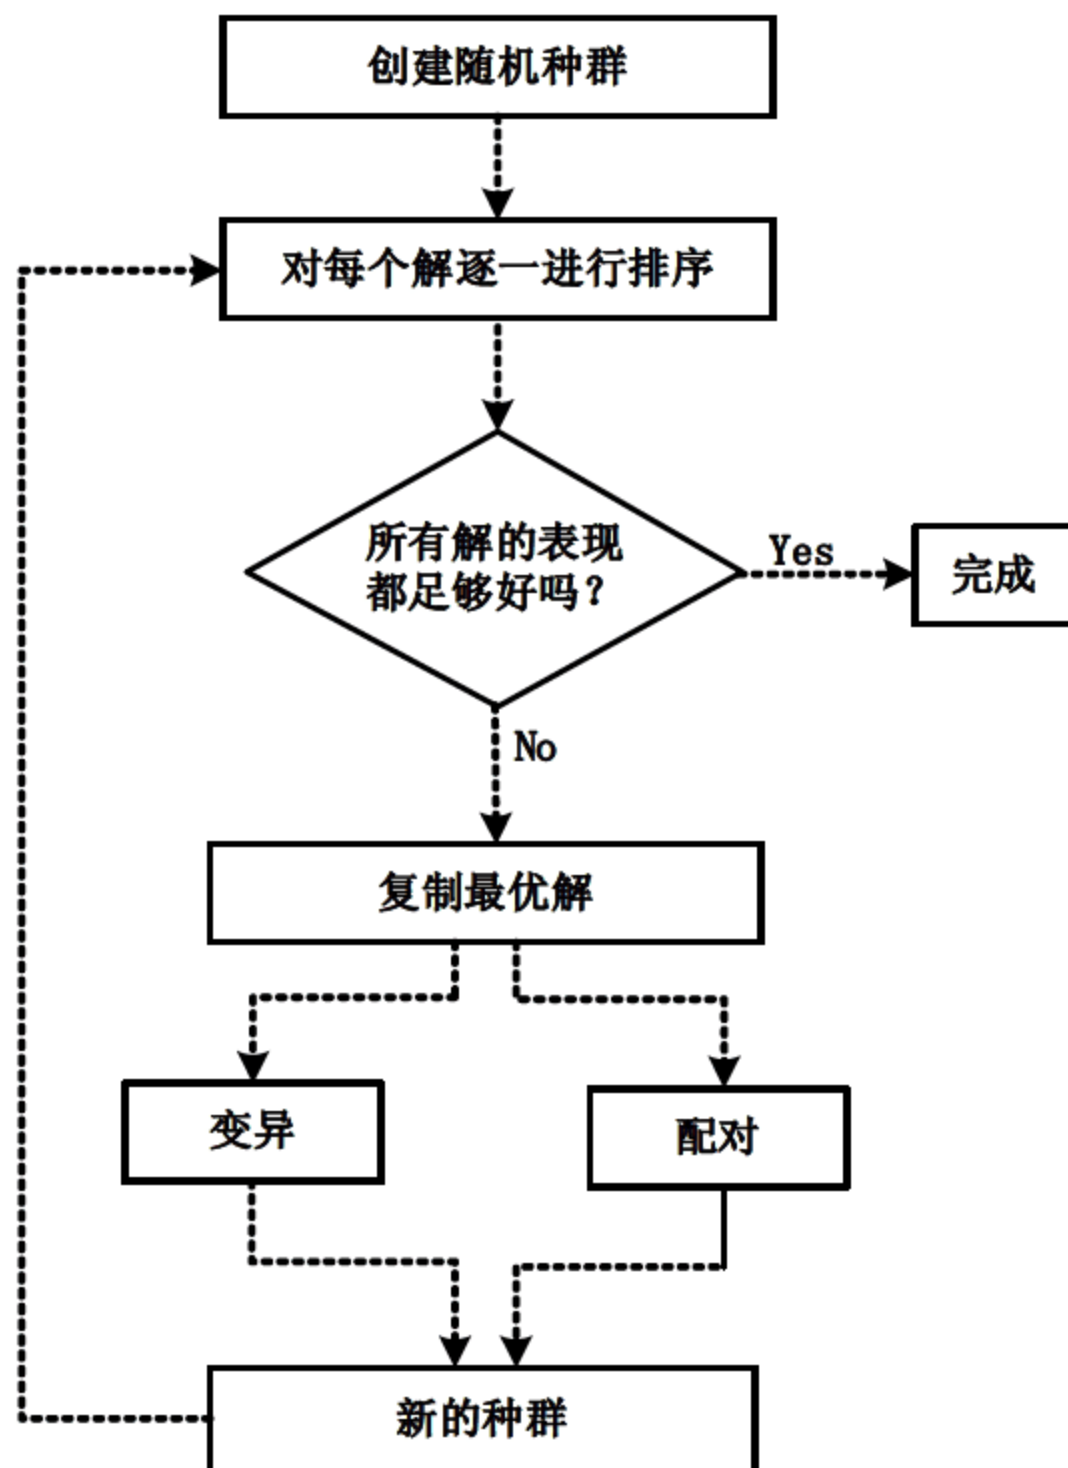 创建随机种群
对每个解逐一进行排序
所有解的表现
都足够好吗？
Yes
完成
No
复制最优解
变异
配对
新的种群